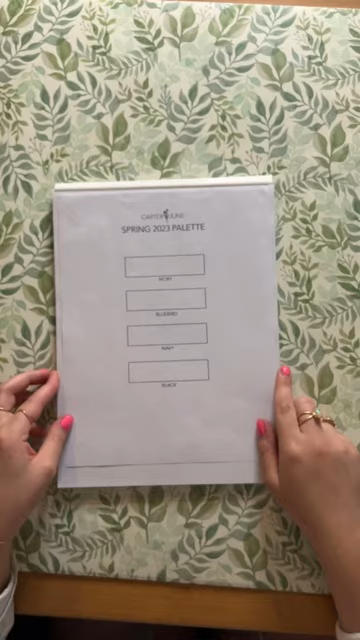 CARTER JUNE
SPRING 2023 PALETTE
IVORY
BLUEBIRD
NAVY
BLACK